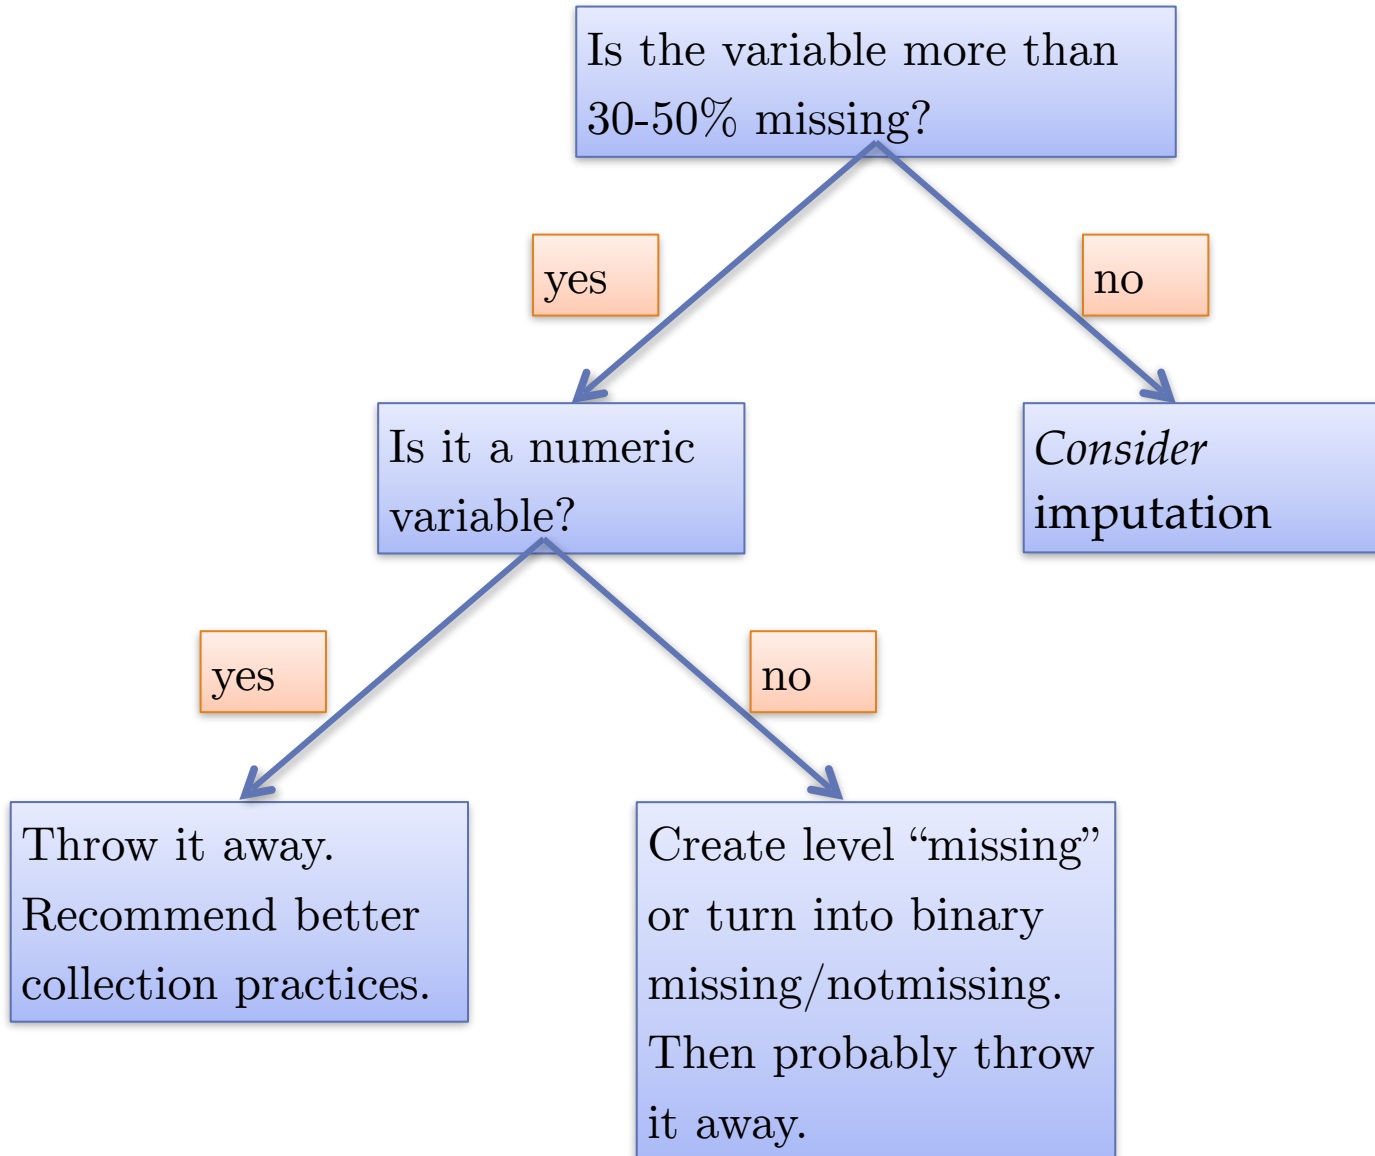 Is the variable more than
30-50% missing?
yes
no
Is it a numeric
variable?
Consider
imputation
yes
no
Throw it away.
Recommend better
collection practices.
Create level “missing”
or turn into binary
missing/notmissing.
Then probably throw
it away.